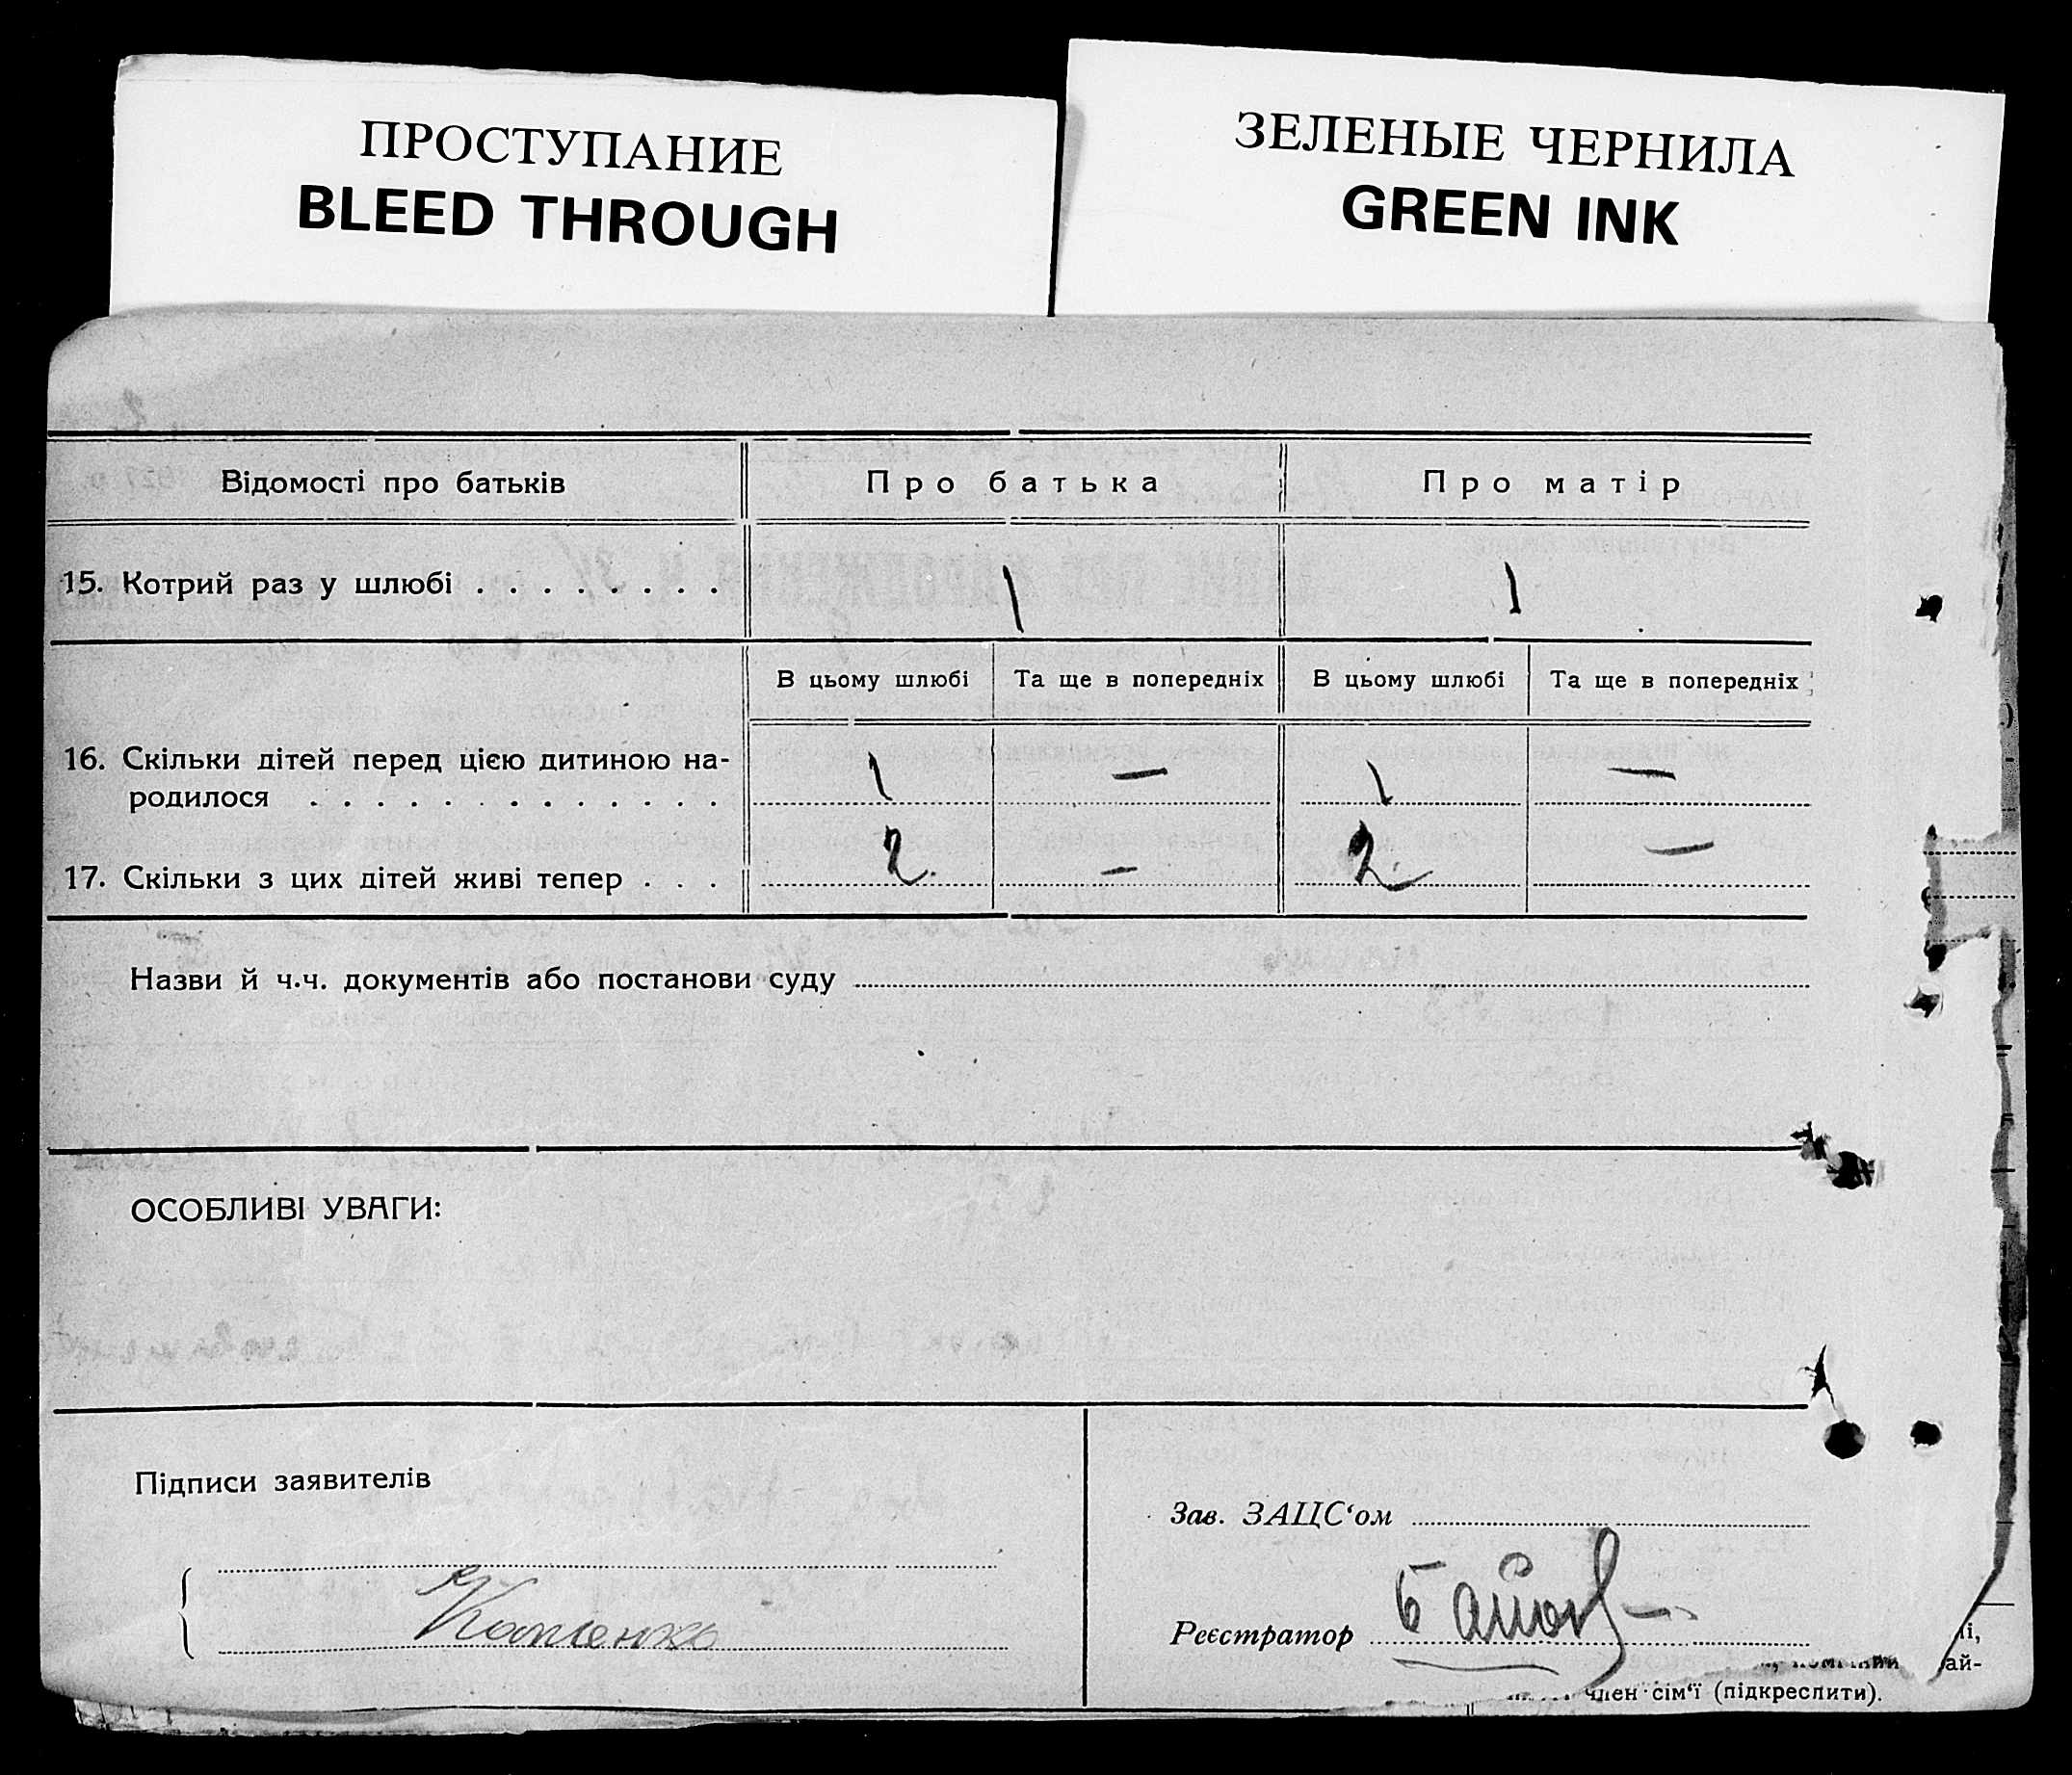 ПРОСТУПАНИЕ
BLEED THROUGH
ЗЕЛЕНЫЕ ЧЕРНИЛА
GREEN INK
Відомості про батьків Про батька Про матір
15. Котрий раз у шлюбі . . . . . . . . 1 1
В цьому шлюбі Та ще в попередніх В цьому шлюбі Та ще в попередніх
16. Скільки дітей перед цією дитиною на- 1 — 1 —
родилося . . . . . . . . . . . . .
17. Скільки з цих дітей живі тепер . . . 2. — 2. —
Назви й ч.ч. документів або постанови суду
ОСОБЛИВІ УВАГИ:
Підписи заявителів
Зав. ЗАЦС‘ом
Реєстратор
ай-
член сім‘ї (підкреслити).